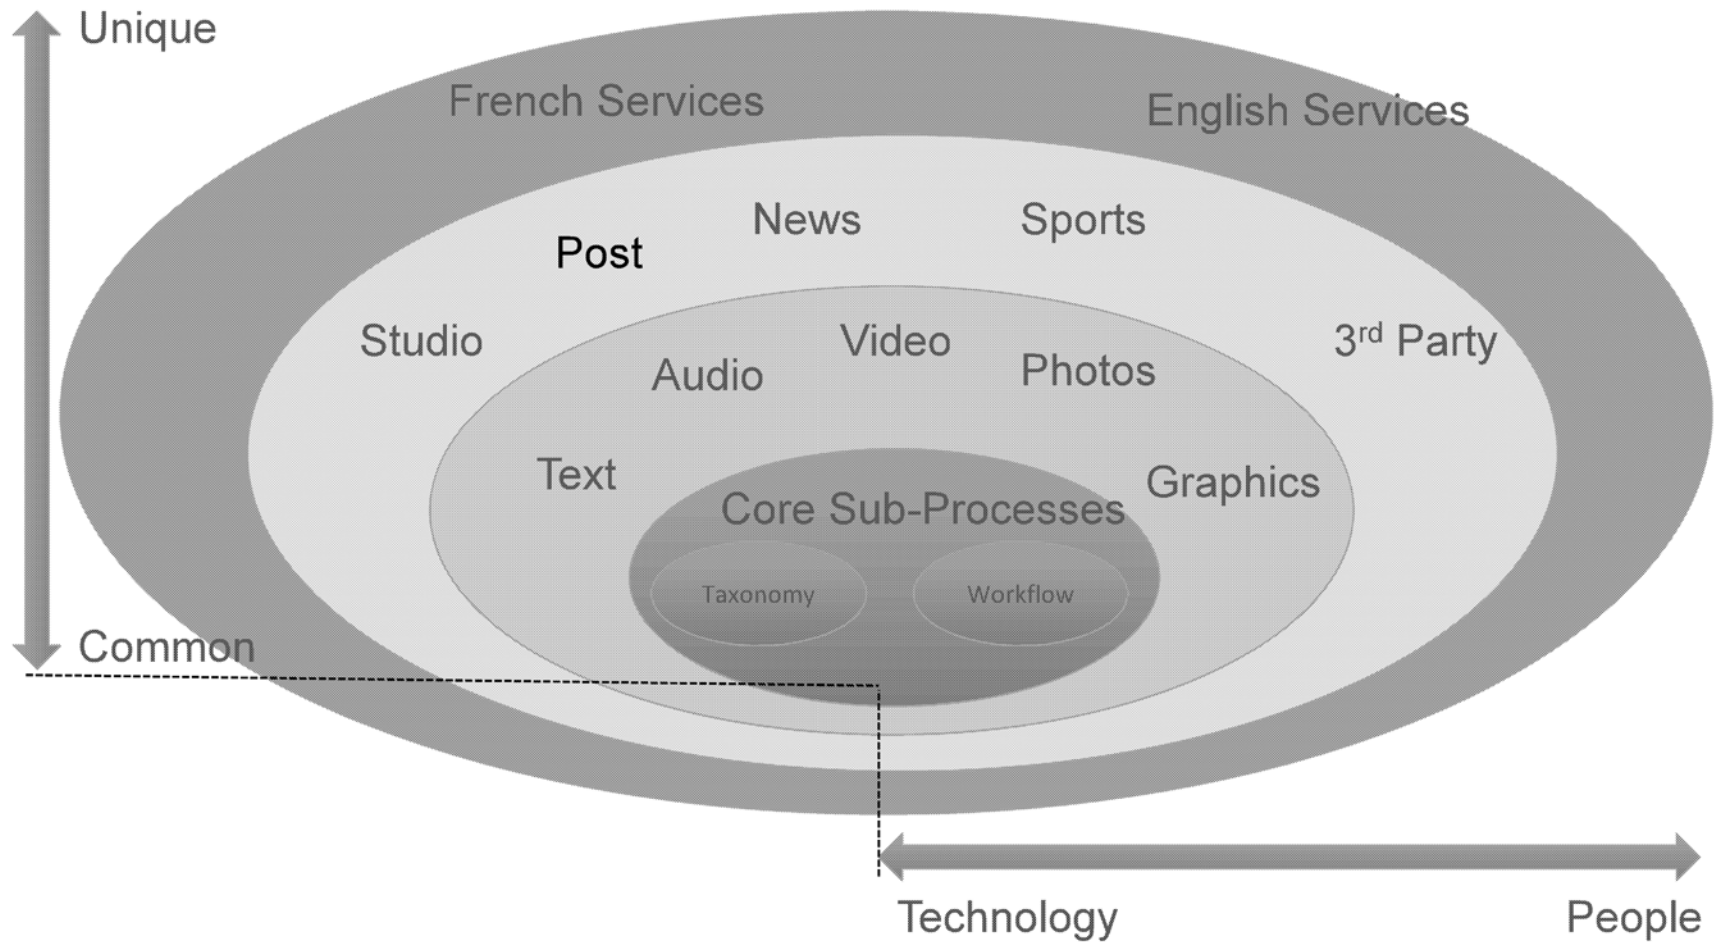 Unique
French Services
English Services
News
Sports
Post
Studio
Video
3rd Party
Audio
Photos
Text
Graphics
Core Sub-Processes
Taxonomy
Workflow
Common
Technology
People